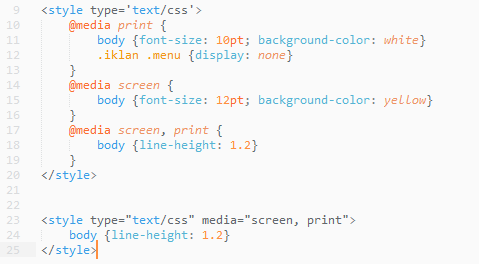 9 <style type='text/css'>
10 @media print {
11 body {font-size: 10pt; background-color: white}
12 .iklan .menu {display: none}
13 }
14 @media screen {
15 body {font-size: 12pt; background-color: yellow}
16 }
17 @media screen, print {
18 body {line-height: 1.2}
19 }
20 </style>
21
22
23 <style type="text/css" media="screen, print">
24 body {line-height: 1.2}
25 </style>